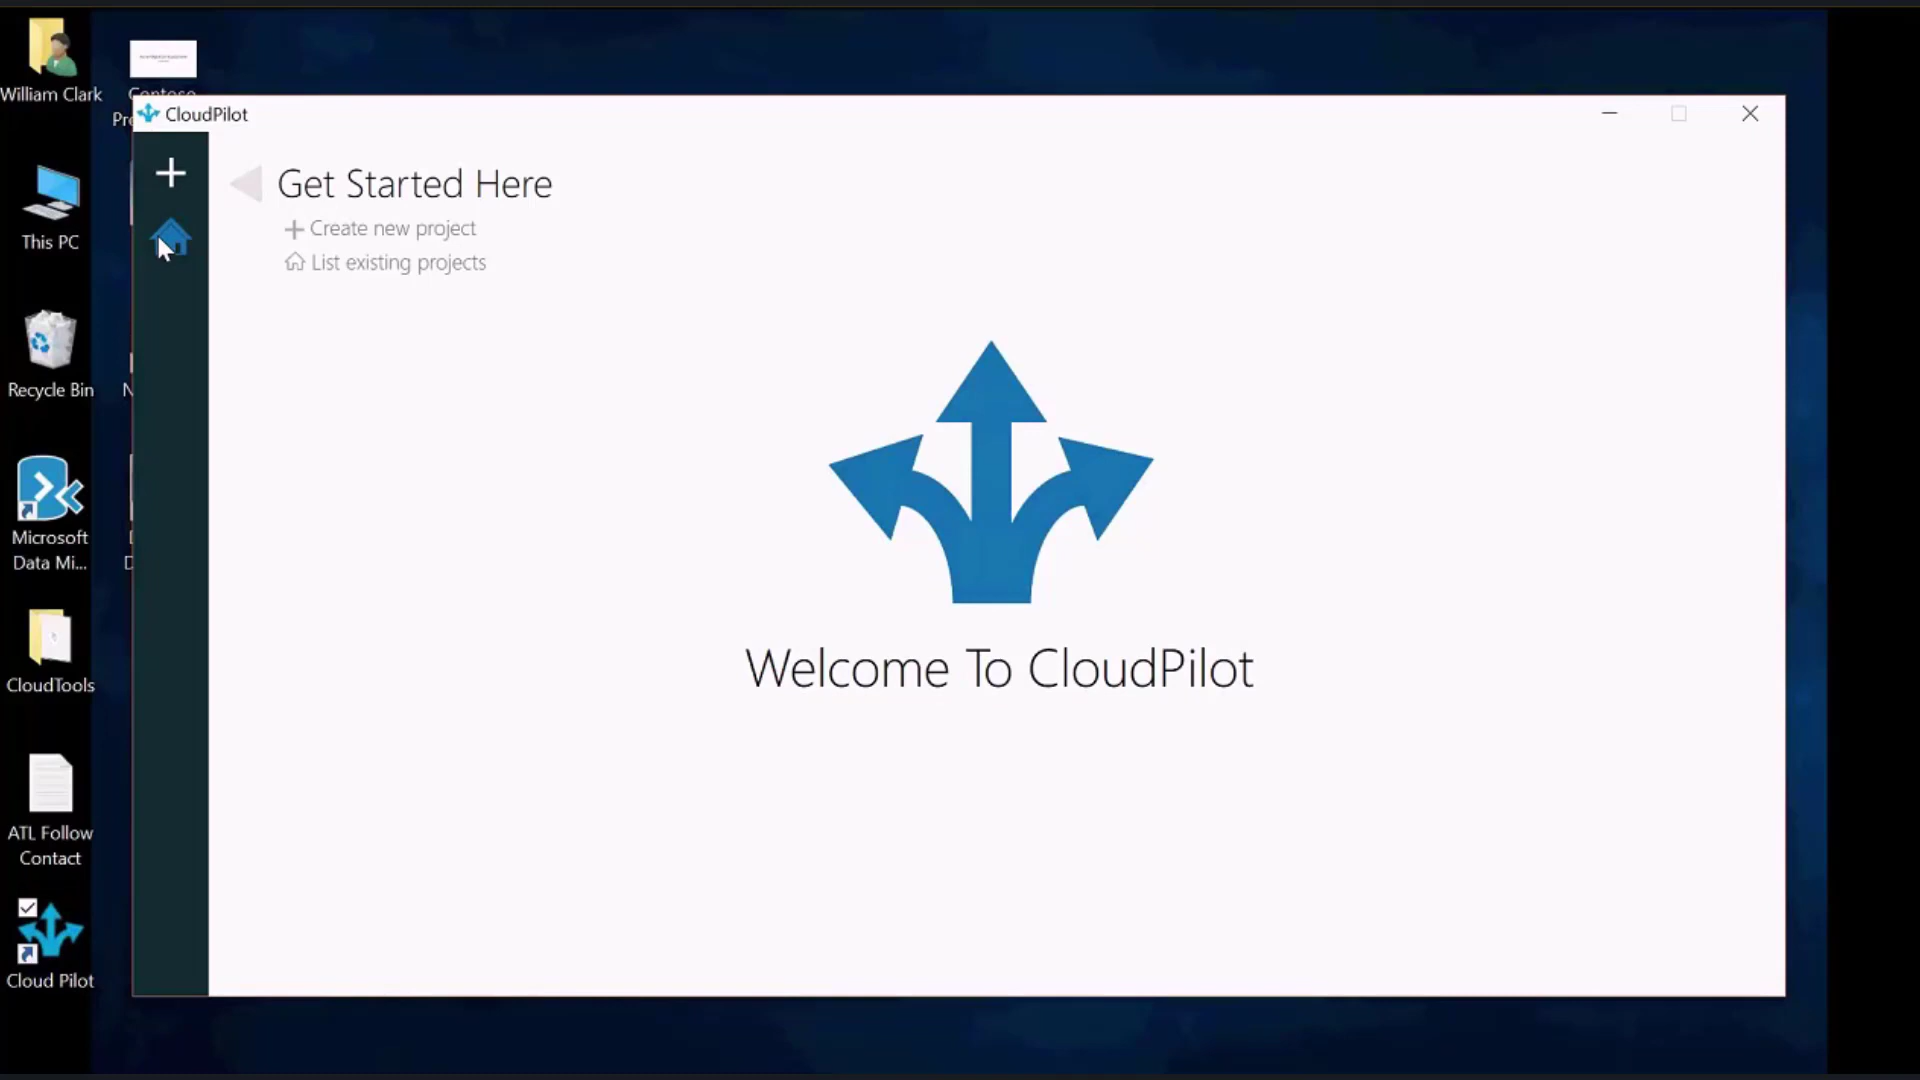 William Clark
Contoso
CloudPilot
Get Started Here
Create new project
List existing projects
This PC
Recycle Bin
Microsoft
Data Mi...
CloudTools
Welcome To CloudPilot
ATL Follow
Contact
Cloud Pilot